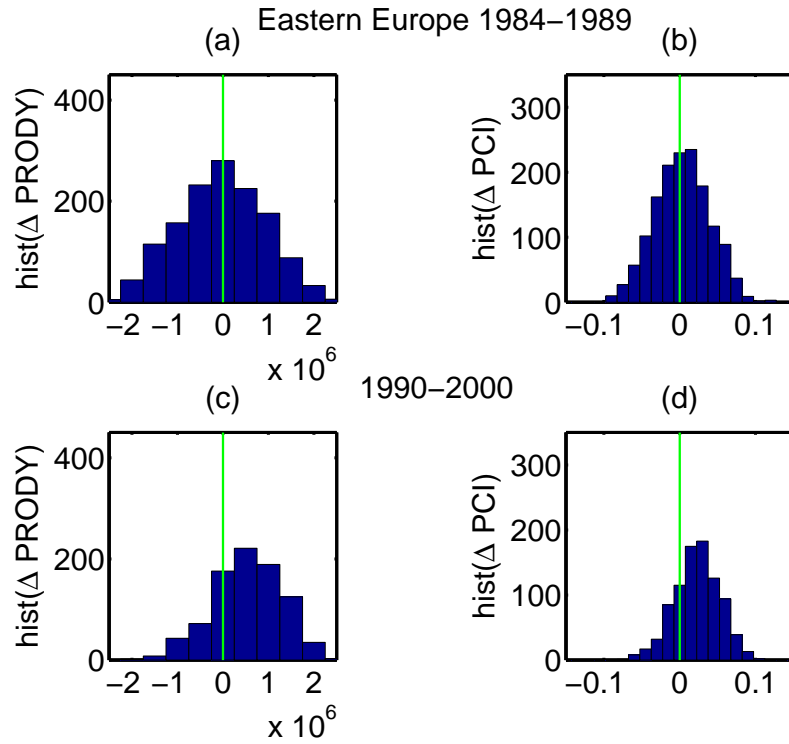 Eastern Europe 1984−1989
(a)
hist(Δ PRODY)
400
200
0
−2 −1 0 1 2
x 10^6
(b)
hist(Δ PCI)
300
200
100
0
−0.1 0 0.1
1990−2000
(c)
hist(Δ PRODY)
400
200
0
−2 −1 0 1 2
x 10^6
(d)
hist(Δ PCI)
300
200
100
0
−0.1 0 0.1